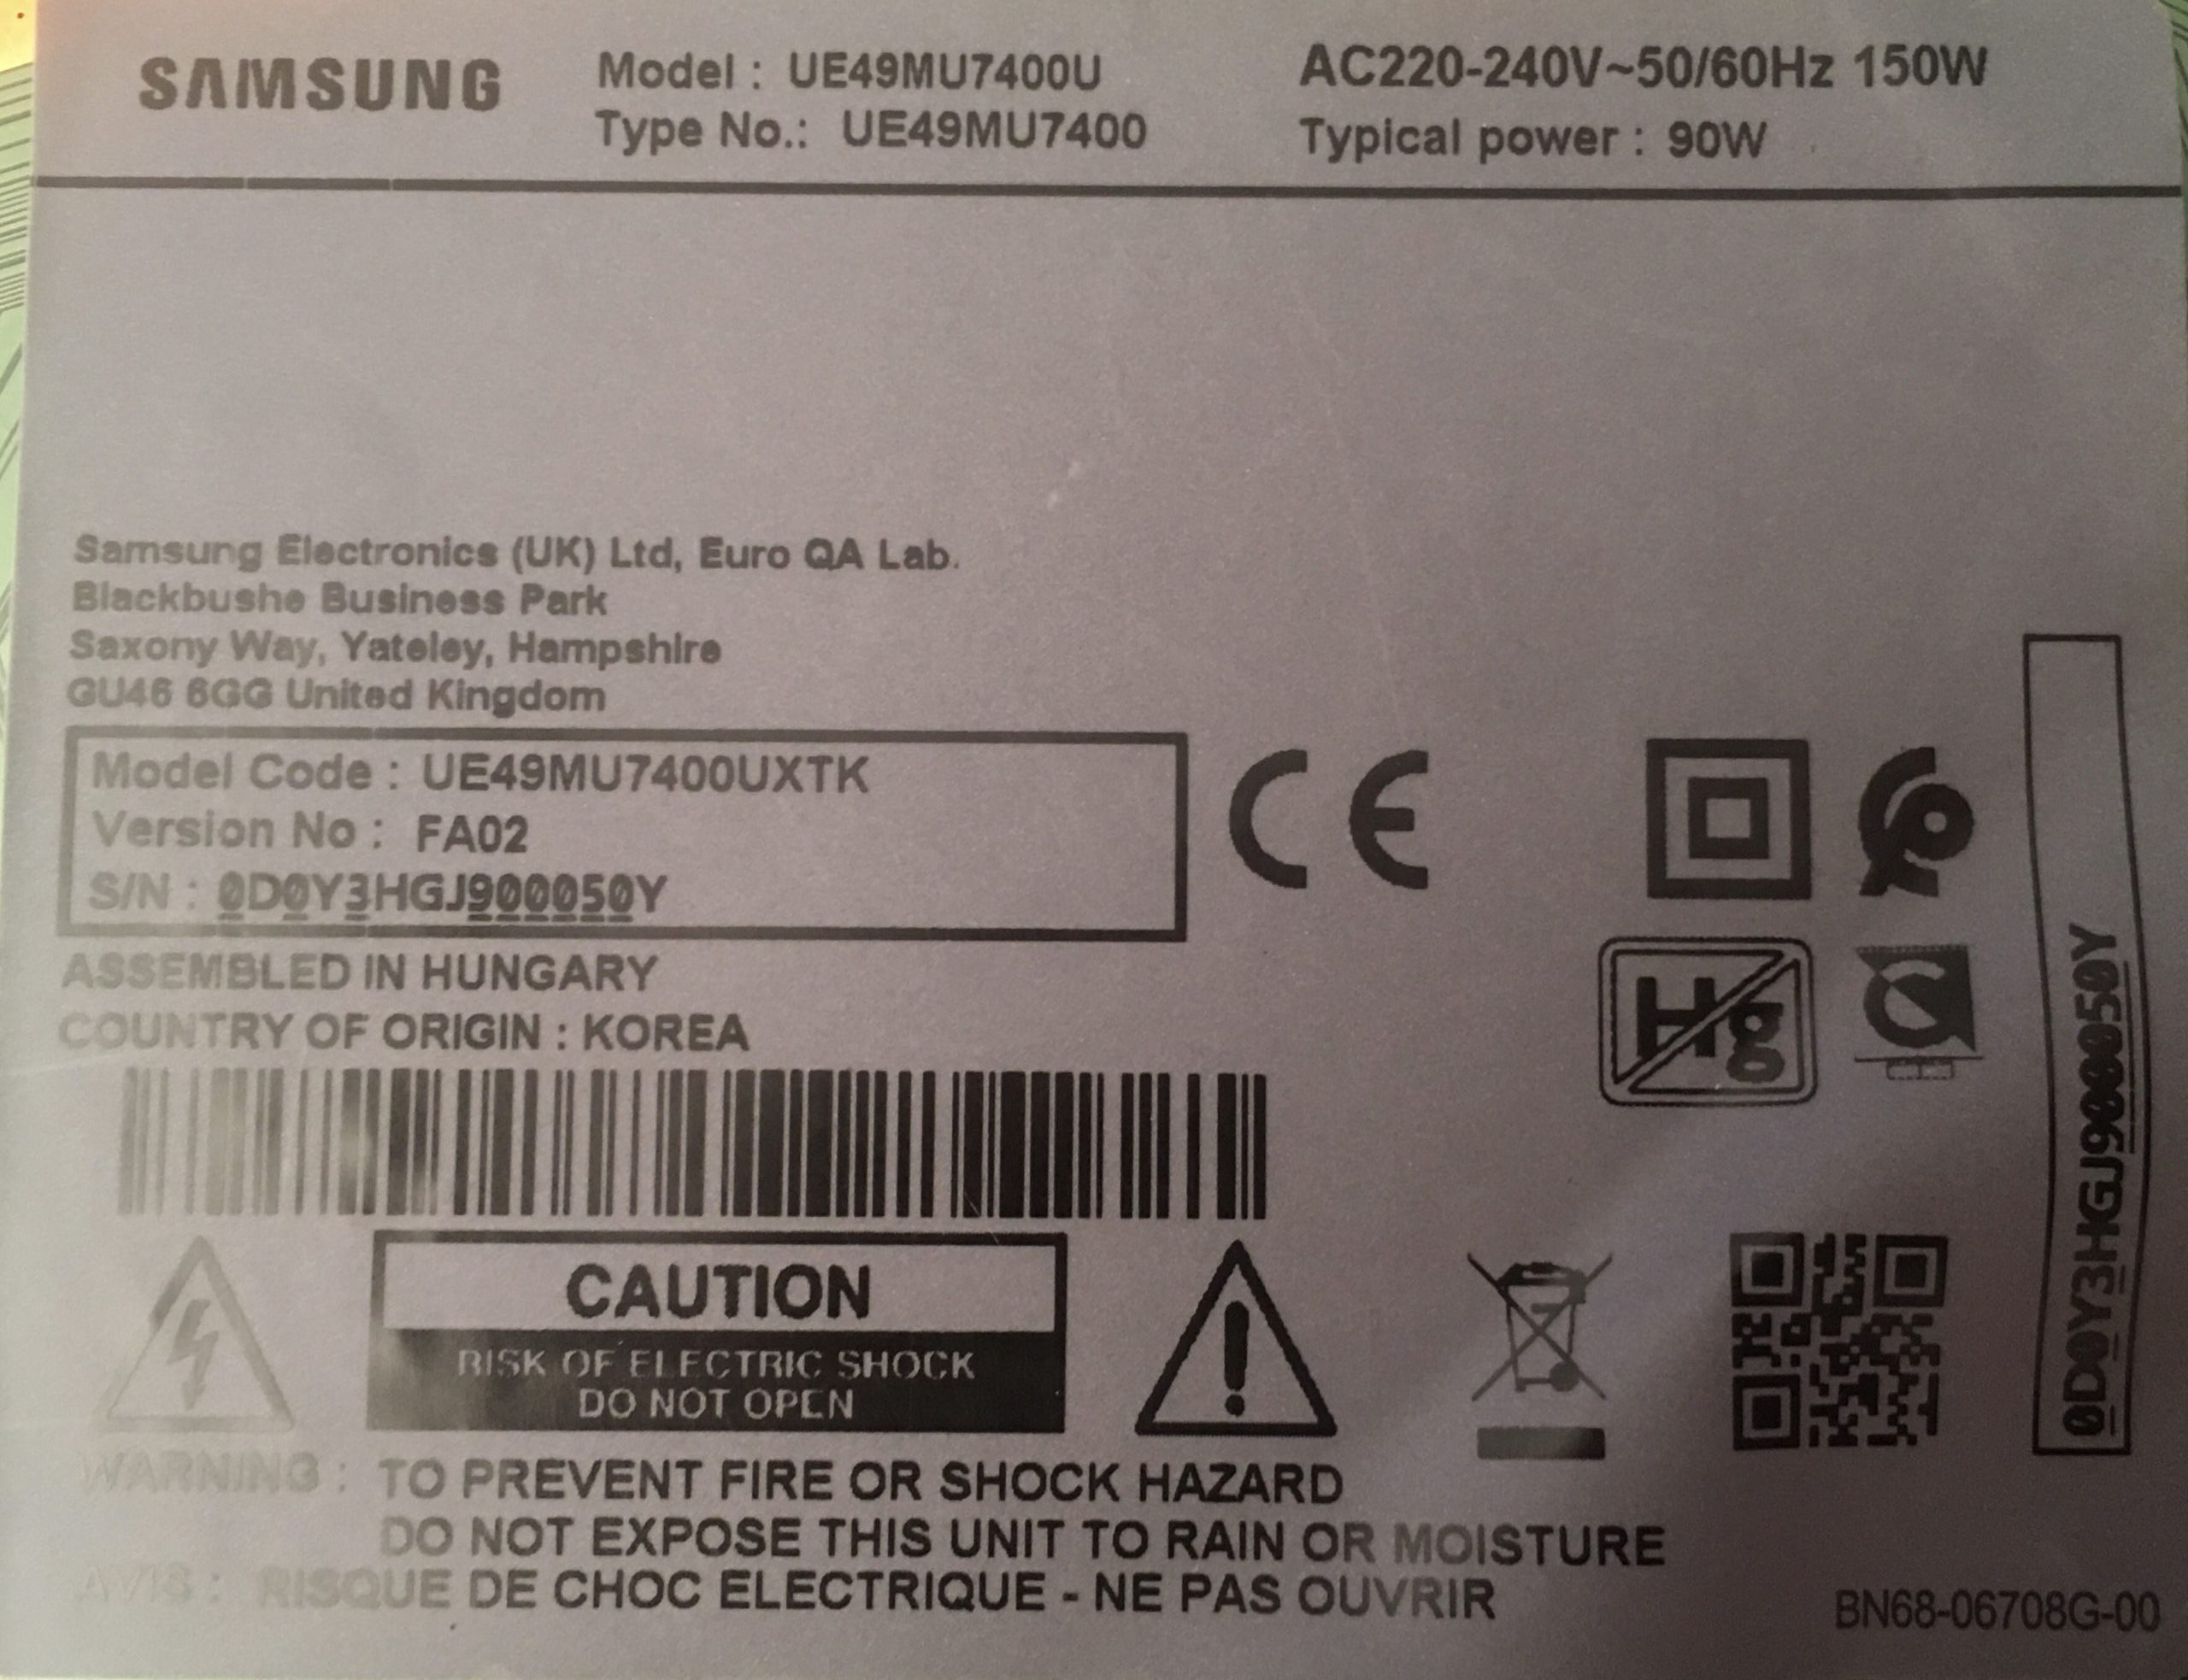 SAMSUNG
Model : UE49MU7400U
Type No.: UE49MU7400
AC220-240V~50/60Hz 150W
Typical power : 90W
Samsung Electronics (UK) Ltd, Euro QA Lab.
Blackbushe Business Park
Saxony Way, Yateley, Hampshire
GU46 6GG United Kingdom
Model Code : UE49MU7400UXTK
Version No : FA02
S/N : 0D0Y3HGJ900050Y
ASSEMBLED IN HUNGARY
COUNTRY OF ORIGIN : KOREA
CE
Hg
0D0Y3HGJ900050Y
CAUTION
RISK OF ELECTRIC SHOCK
DO NOT OPEN
WARNING : TO PREVENT FIRE OR SHOCK HAZARD
DO NOT EXPOSE THIS UNIT TO RAIN OR MOISTURE
AVIS : RISQUE DE CHOC ELECTRIQUE - NE PAS OUVRIR
BN68-06708G-00